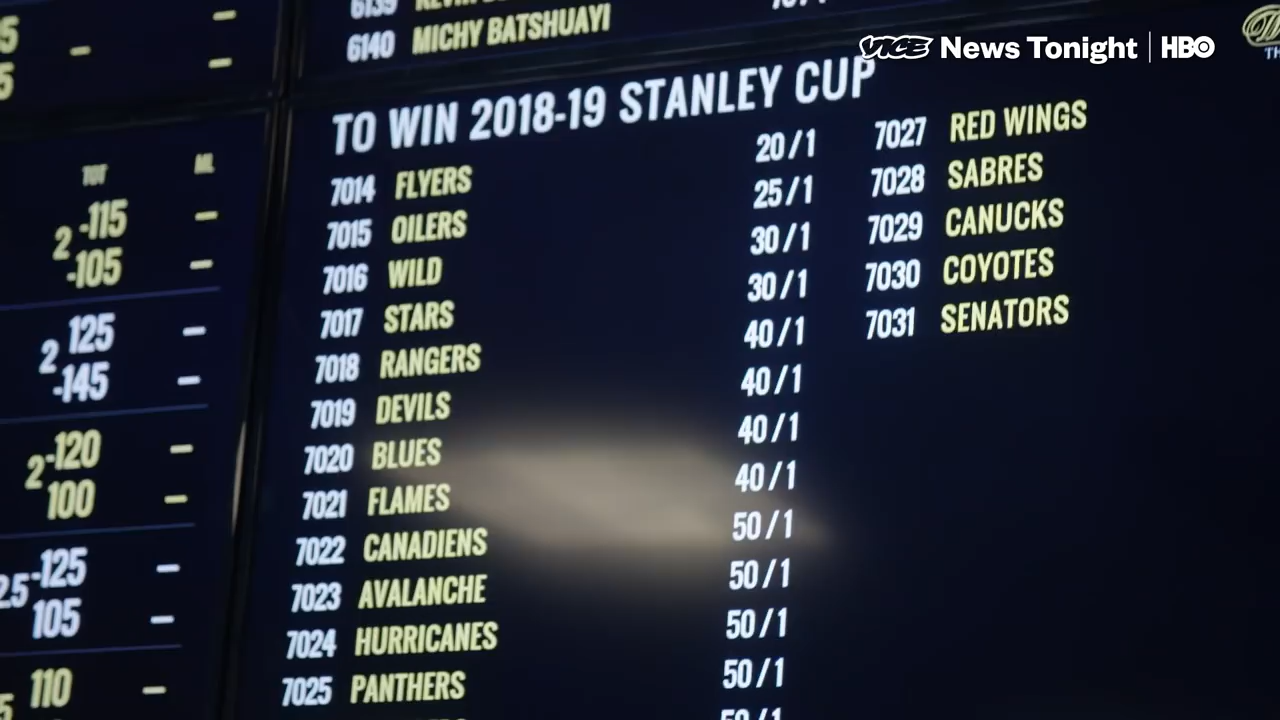 6139
6140 MICHY BATSHUAYI
VICE News Tonight | HBO
TO WIN 2018-19 STANLEY CUP
7014 FLYERS 20/1 7027 RED WINGS
7015 OILERS 25/1 7028 SABRES
7016 WILD 30/1 7029 CANUCKS
7017 STARS 30/1 7030 COYOTES
7018 RANGERS 40/1 7031 SENATORS
7019 DEVILS 40/1
7020 BLUES 40/1
7021 FLAMES 40/1
7022 CANADIENS 50/1
7023 AVALANCHE 50/1
7024 HURRICANES 50/1
7025 PANTHERS 50/1
50/1
TOT ML
2 -115 –
-105 –
2 125 –
-145 –
2 -120 –
100 –
-125 –
105 –
110 –